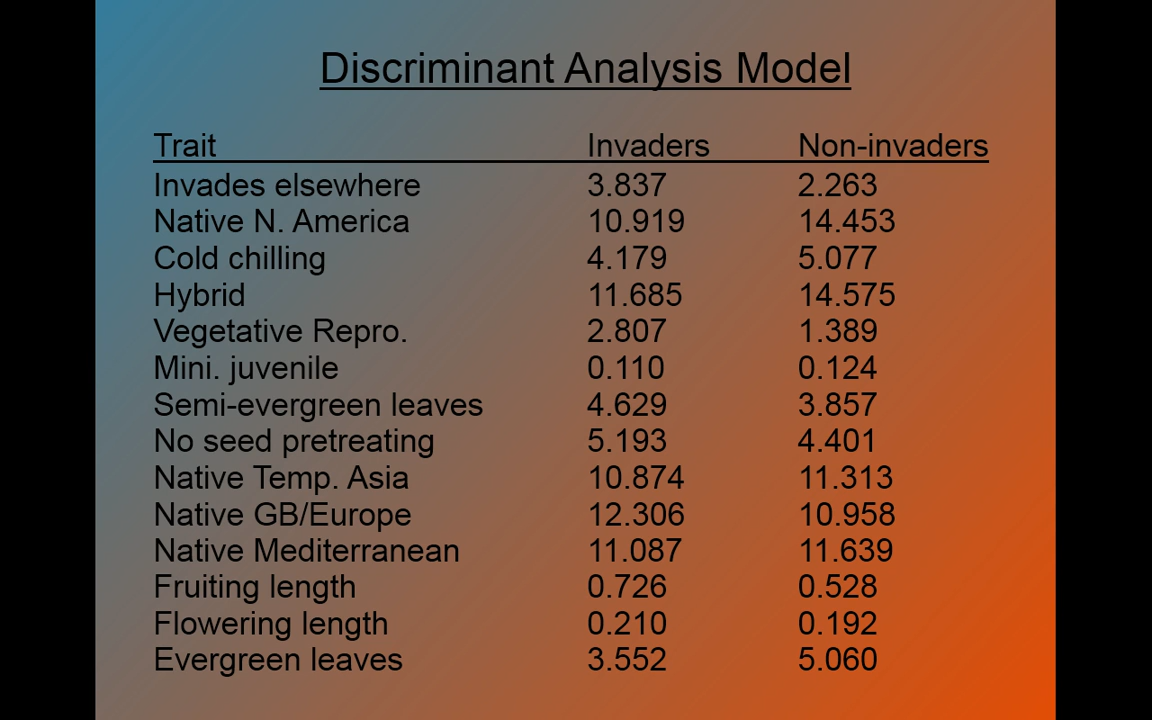 Discriminant Analysis Model
Trait Invaders Non-invaders
Invades elsewhere 3.837 2.263
Native N. America 10.919 14.453
Cold chilling 4.179 5.077
Hybrid 11.685 14.575
Vegetative Repro. 2.807 1.389
Mini. juvenile 0.110 0.124
Semi-evergreen leaves 4.629 3.857
No seed pretreating 5.193 4.401
Native Temp. Asia 10.874 11.313
Native GB/Europe 12.306 10.958
Native Mediterranean 11.087 11.639
Fruiting length 0.726 0.528
Flowering length 0.210 0.192
Evergreen leaves 3.552 5.060